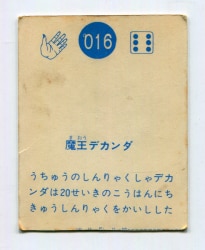 016
まおう
魔王デカンダ
うちゅうのしんりゃくしゃデカ
ンダは20せいきのこうはんにち
きゅうしんりゃくをかいしした